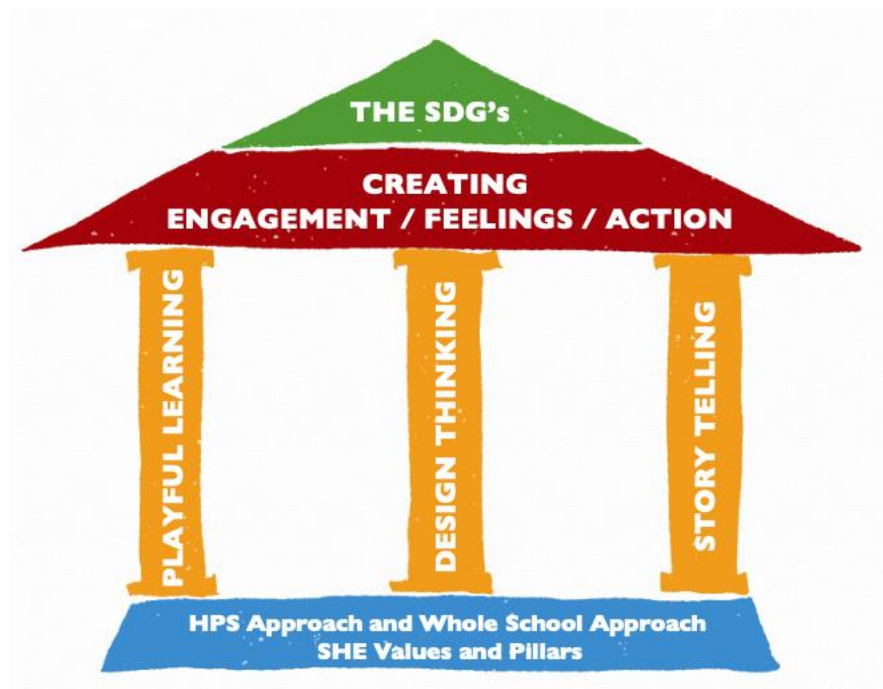 THE SDG's
CREATING
ENGAGEMENT / FEELINGS / ACTION
PLAYFUL LEARNING
DESIGN THINKING
STORY TELLING
HPS Approach and Whole School Approach
SHE Values and Pillars